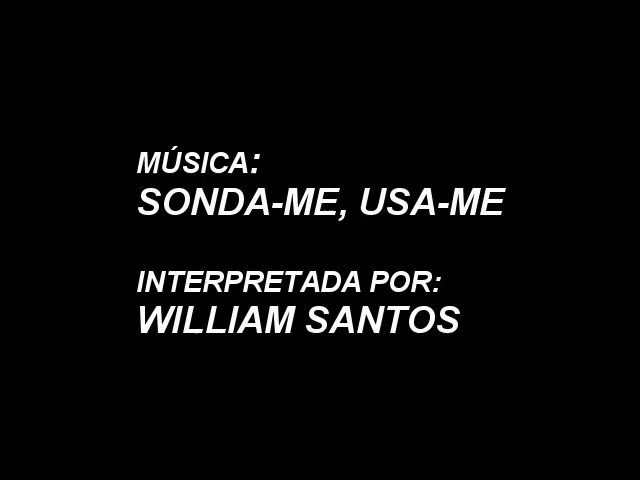 MÚSICA:
SONDA-ME, USA-ME
INTERPRETADA POR:
WILLIAM SANTOS